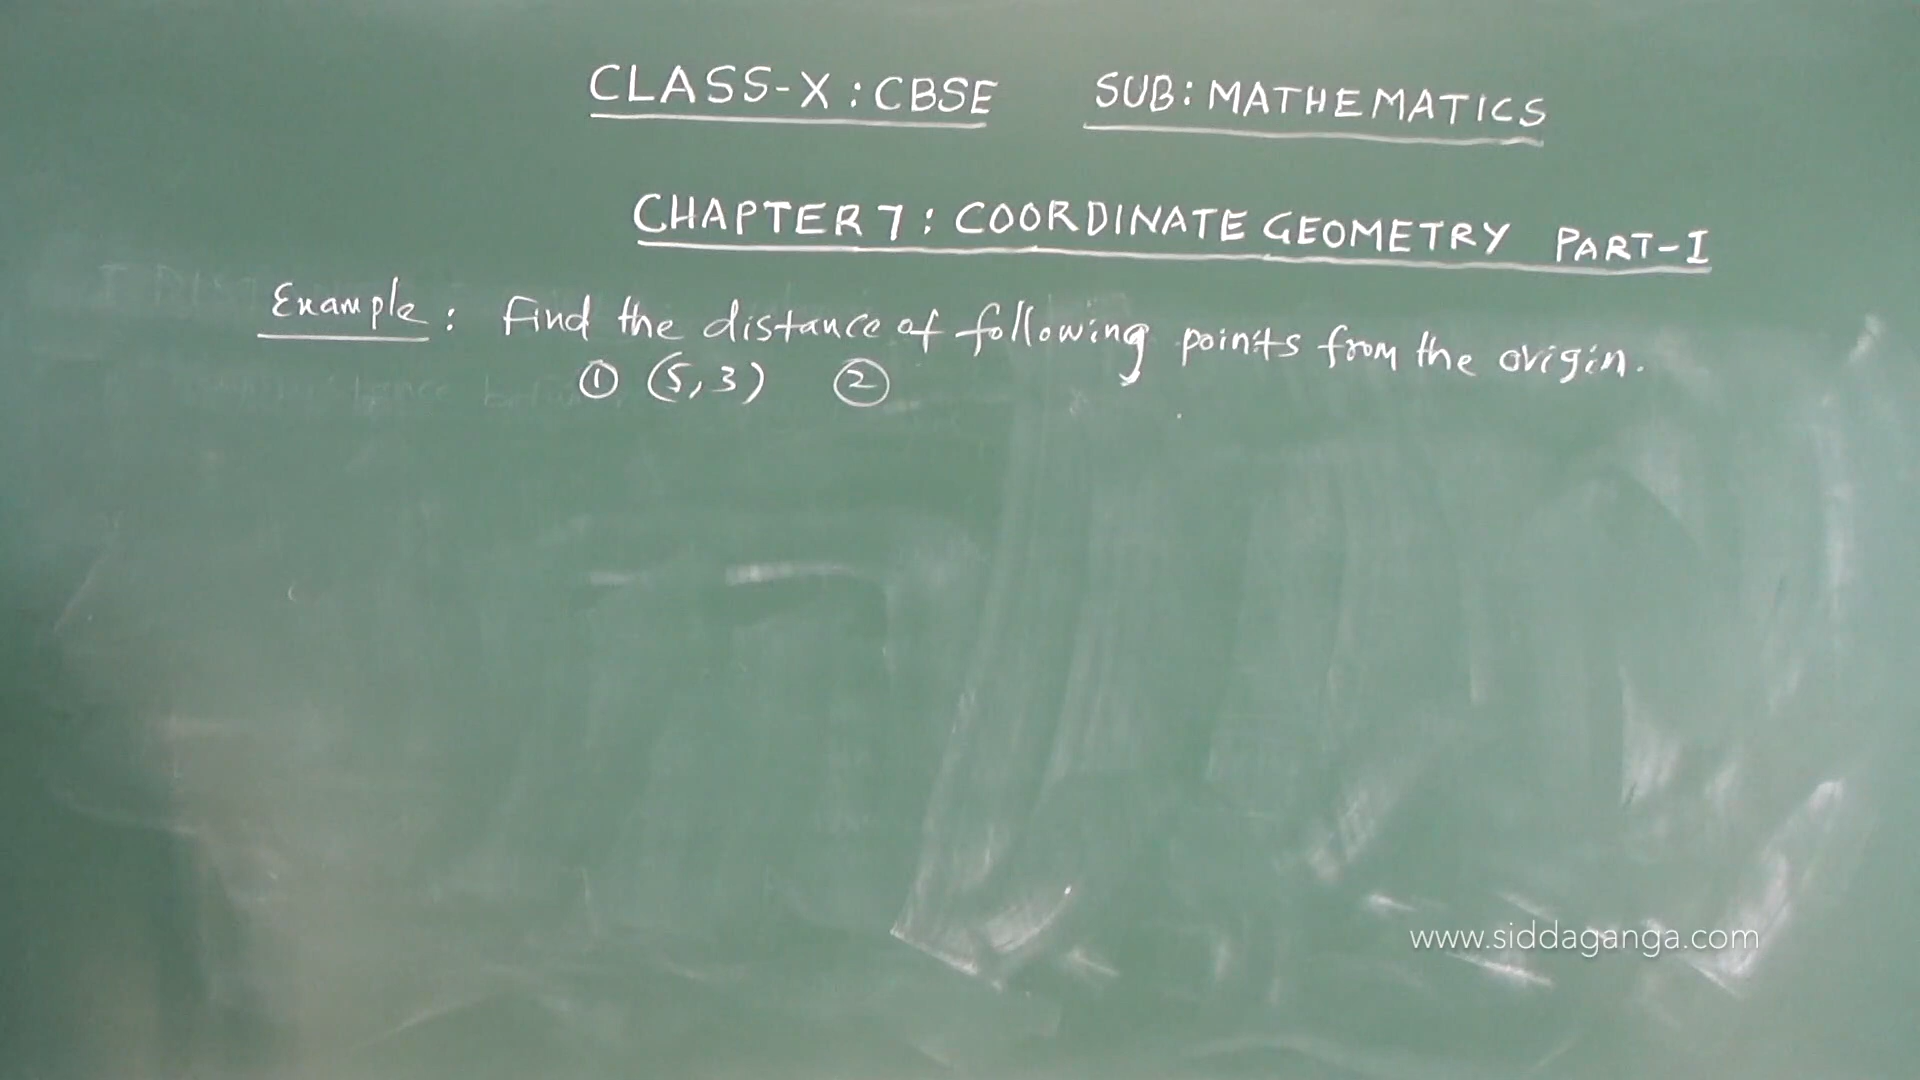 CLASS-X : CBSE SUB: MATHEMATICS
CHAPTER 7 : COORDINATE GEOMETRY PART-I
Example : Find the distance of following points from the origin.
① (5,3) ②
www.siddaganga.com